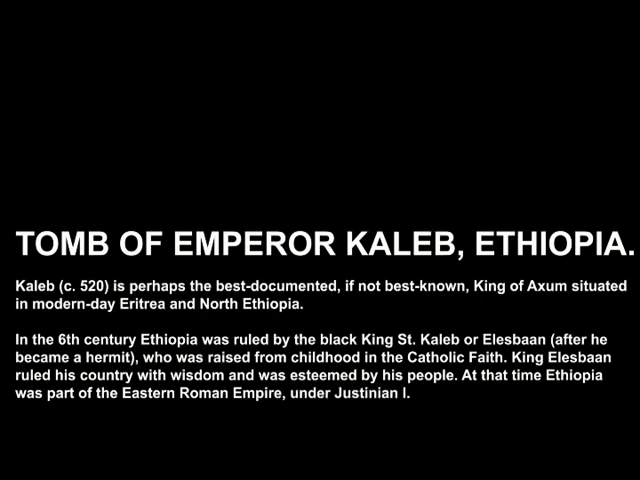 TOMB OF EMPEROR KALEB, ETHIOPIA.
Kaleb (c. 520) is perhaps the best-documented, if not best-known, King of Axum situated
in modern-day Eritrea and North Ethiopia.
In the 6th century Ethiopia was ruled by the black King St. Kaleb or Elesbaan (after he
became a hermit), who was raised from childhood in the Catholic Faith. King Elesbaan
ruled his country with wisdom and was esteemed by his people. At that time Ethiopia
was part of the Eastern Roman Empire, under Justinian I.